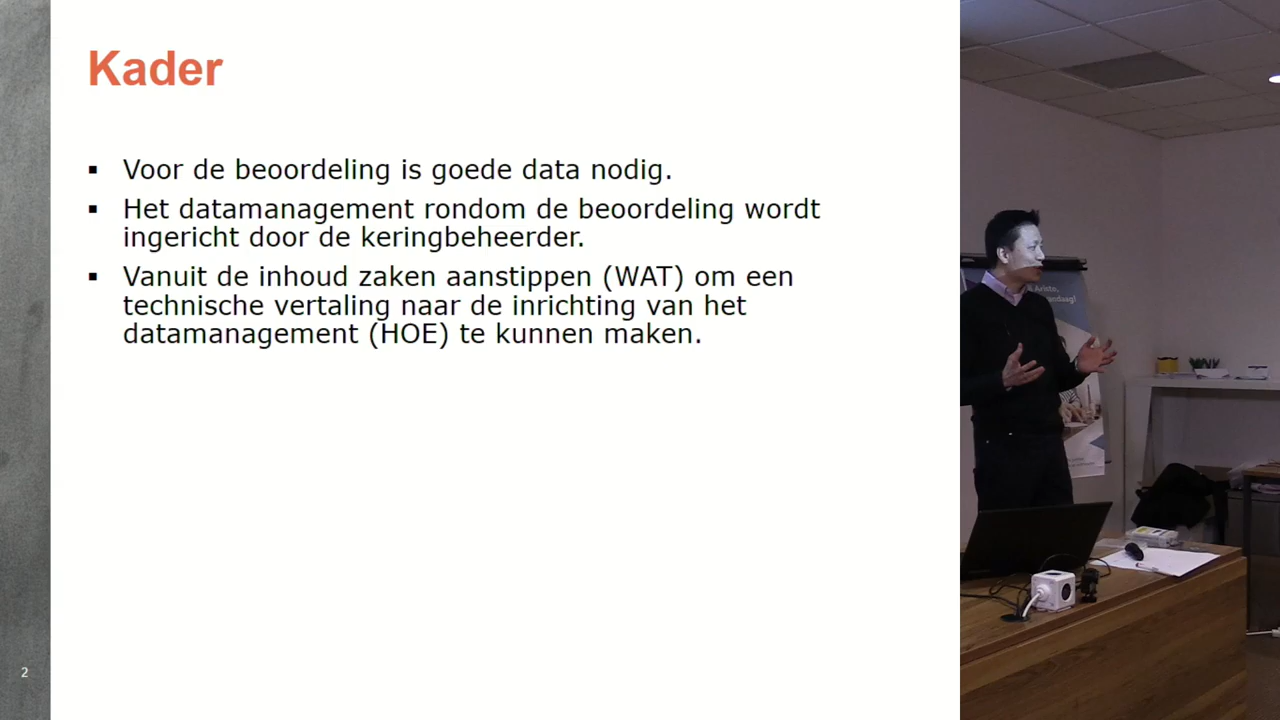 Kader
▪ Voor de beoordeling is goede data nodig.
▪ Het datamanagement rondom de beoordeling wordt
ingericht door de keringbeheerder.
▪ Vanuit de inhoud zaken aanstippen (WAT) om een
technische vertaling naar de inrichting van het
datamanagement (HOE) te kunnen maken.
2
Aristo,